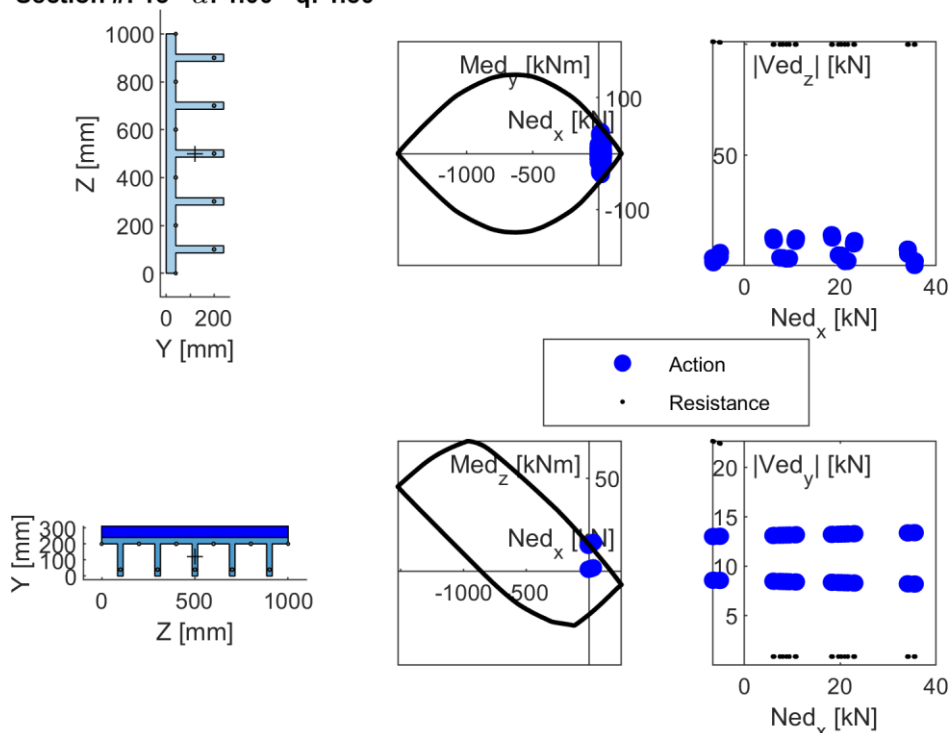 1000
800
600
400
200
0
Z [mm]
0 200
Y [mm]
Med_y [kNm]
100
Ned_x [kN]
-1000 -500
-100
|Ved_z| [kN]
50
0 20 40
Ned_x [kN]
Action
Resistance
300
200
100
0
Y [mm]
0 500 1000
Z [mm]
Med_z [kNm]
50
Ned_x [kN]
-1000 -500
|Ved_y| [kN]
20
15
10
5
0 20 40
Ned_x [kN]